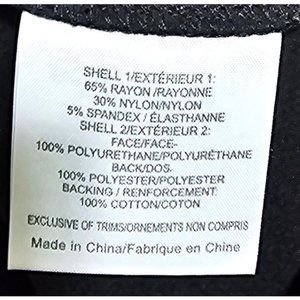 SHELL 1/EXTÉRIEUR 1:
65% RAYON /RAYONNE
30% NYLON/NYLON
5% SPANDEX / ÉLASTHANNE
SHELL 2/EXTÉRIEUR 2:
FACE/FACE-
100% POLYURETHANE/POLYURÉTHANE
BACK/DOS-
100% POLYESTER/POLYESTER
BACKING / RENFORCEMENT:
100% COTTON/COTON
EXCLUSIVE OF TRIMS/ORNEMENTS NON COMPRIS
Made in China/Fabrique en Chine